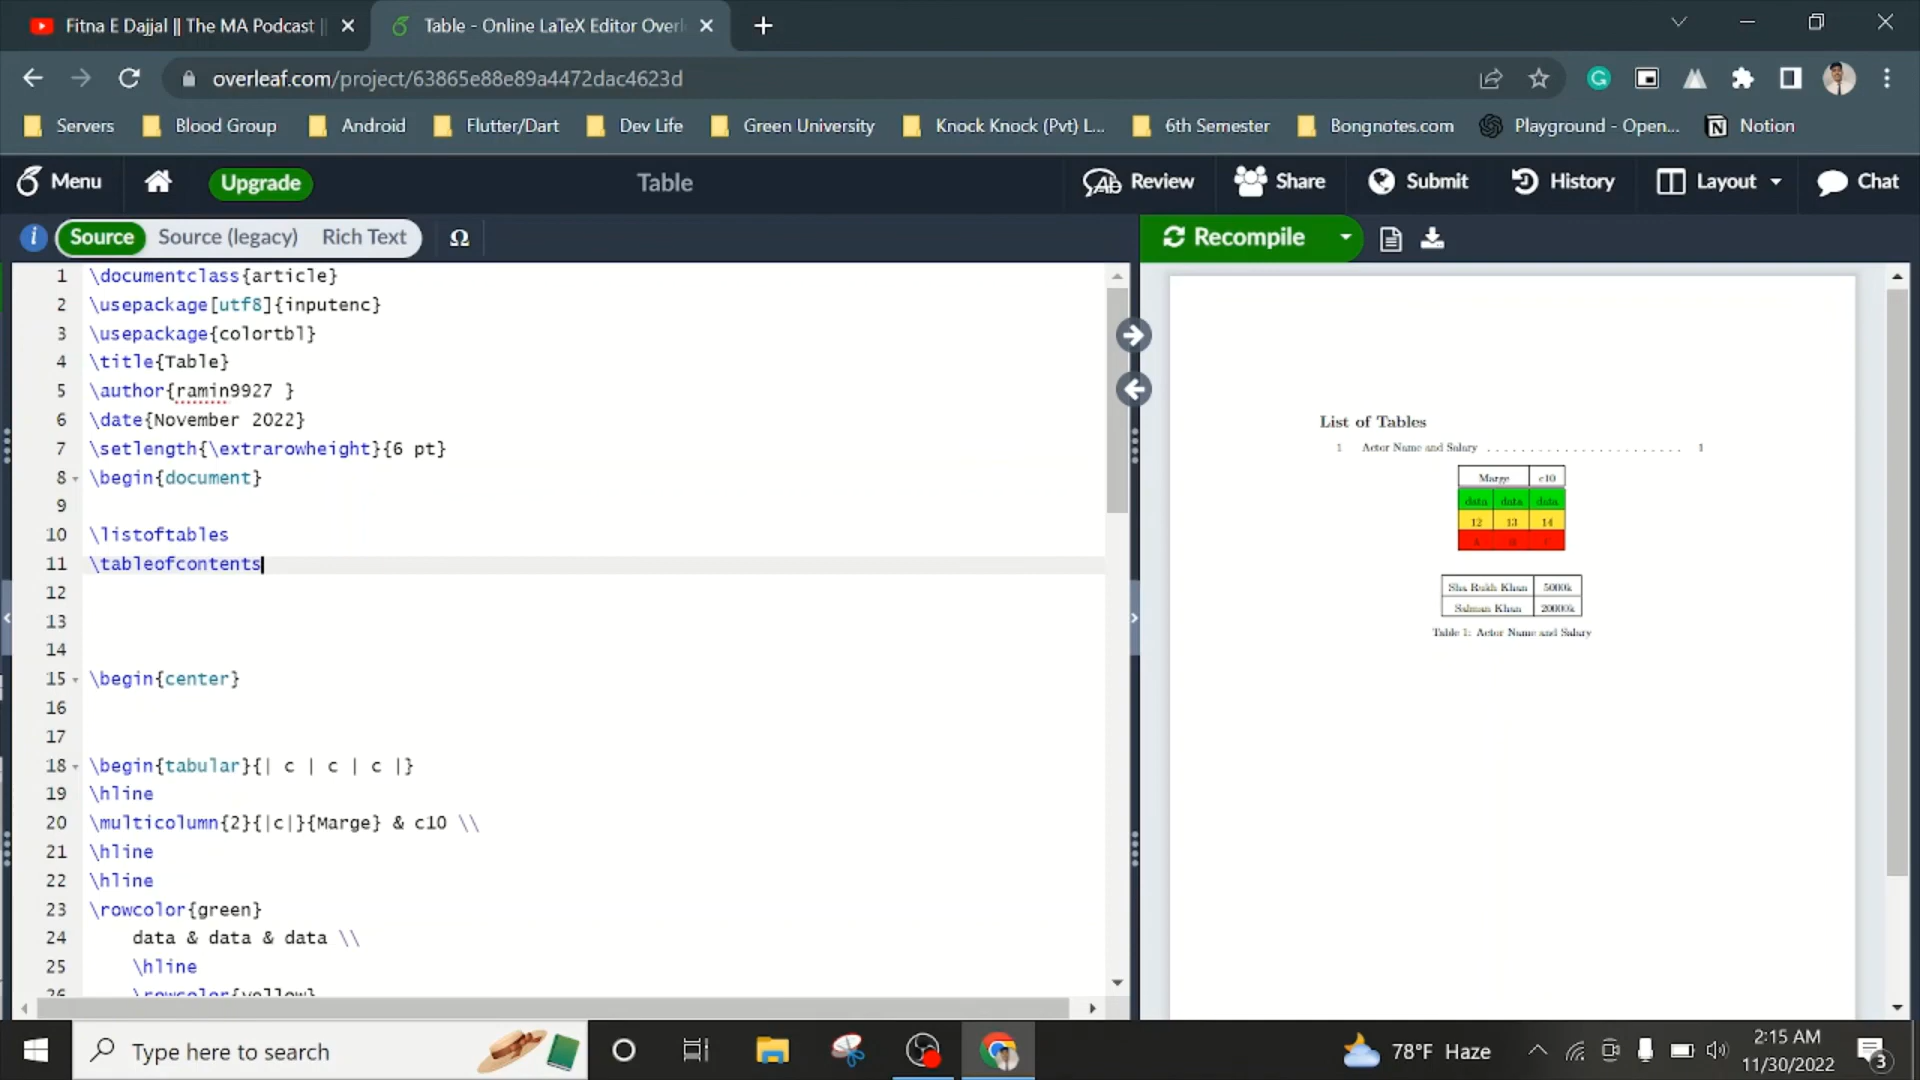 Fitna E Dajjal || The MA Podcast ||
Table - Online LaTeX Editor Overl
overleaf.com/project/63865e88e89a4472dac4623d
Servers
Blood Group
Android
Flutter/Dart
Dev Life
Green University
Knock Knock (Pvt) L...
6th Semester
Bongnotes.com
Playground - Open...
Notion
Menu
Upgrade
Table
Review
Share
Submit
History
Layout
Chat
Source
Source (legacy)
Rich Text
Ω
Recompile
1 \documentclass{article}
2 \usepackage[utf8]{inputenc}
3 \usepackage{colortbl}
4 \title{Table}
5 \author{ramin9927 }
6 \date{November 2022}
7 \setlength{\extrarowheight}{6 pt}
8 \begin{document}
9
10 \listoftables
11 \tableofcontents
12
13
14
15 \begin{center}
16
17
18 \begin{tabular}{| c | c | c |}
19 \hline
20 \multicolumn{2}{|c|}{Marge} & c10 \\
21 \hline
22 \hline
23 \rowcolor{green}
24 data & data & data \\
25 \hline
26 \rowcolor{yellow}
List of Tables
1 Actor Name and Salary . . . . . . . . . . . . . . . . . . . . . . . 1
Marge c10
data data data
12 13 14
A B C
Sha Rukh Khan 5000k
Salman Khan 20000k
Table 1: Actor Name and Salary
Type here to search
78°F Haze
2:15 AM
11/30/2022
3